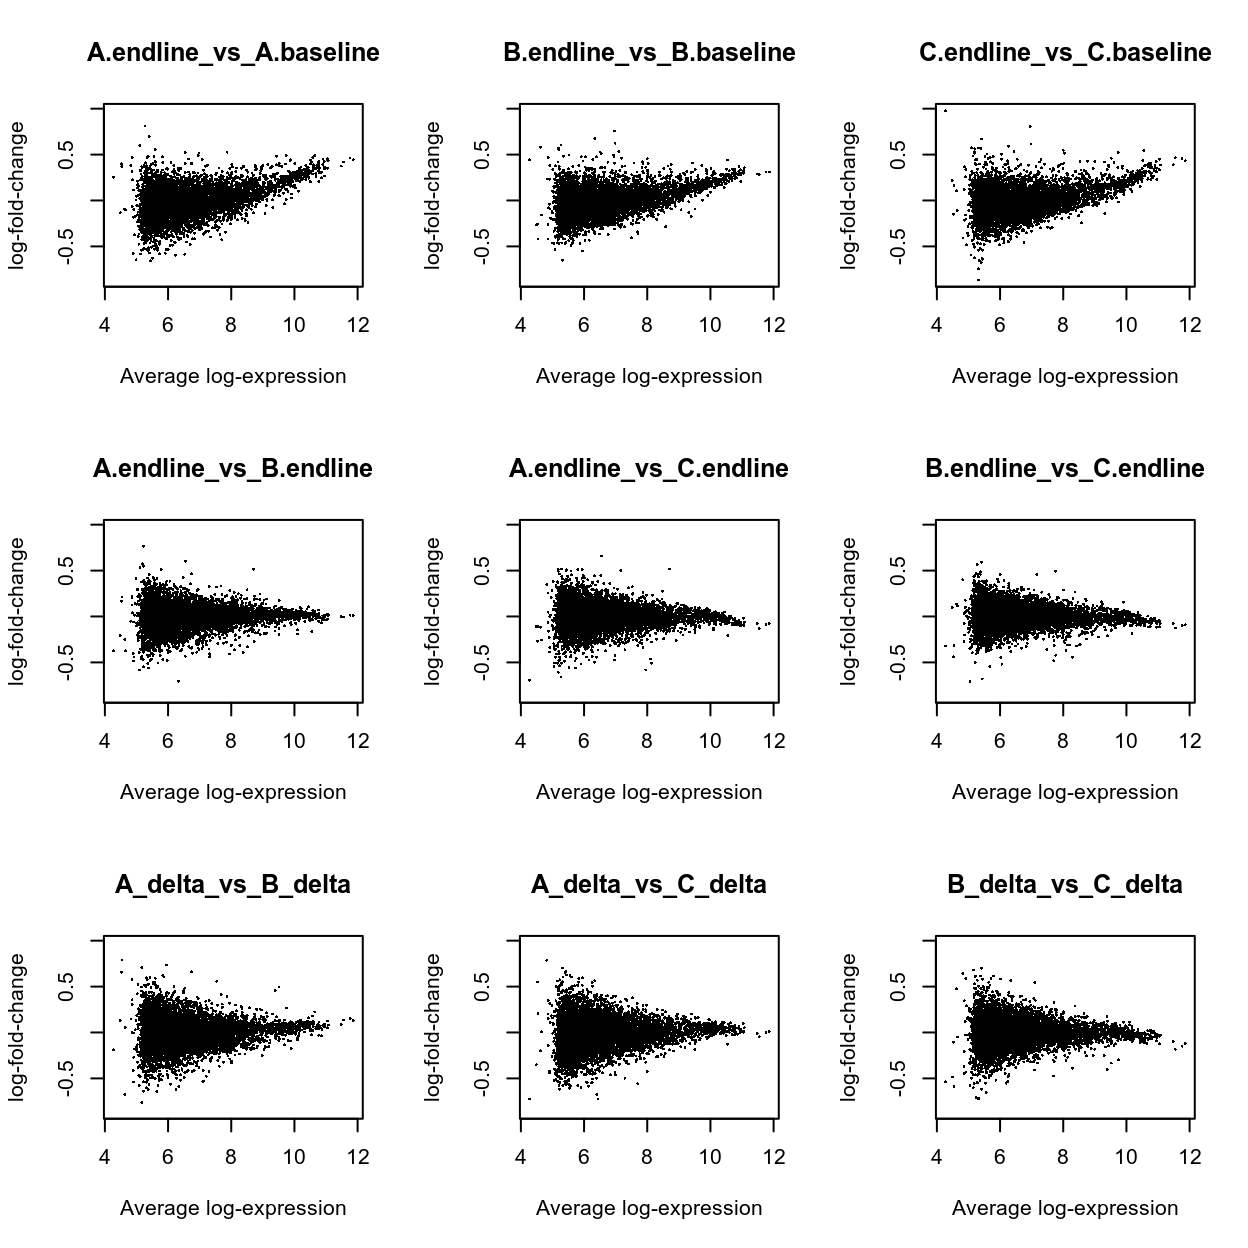 A.endline_vs_A.baseline
log-fold-change
0.5
-0.5
4 6 8 10 12
Average log-expression
B.endline_vs_B.baseline
log-fold-change
0.5
-0.5
4 6 8 10 12
Average log-expression
C.endline_vs_C.baseline
log-fold-change
0.5
-0.5
4 6 8 10 12
Average log-expression
A.endline_vs_B.endline
log-fold-change
0.5
-0.5
4 6 8 10 12
Average log-expression
A.endline_vs_C.endline
log-fold-change
0.5
-0.5
4 6 8 10 12
Average log-expression
B.endline_vs_C.endline
log-fold-change
0.5
-0.5
4 6 8 10 12
Average log-expression
A_delta_vs_B_delta
log-fold-change
0.5
-0.5
4 6 8 10 12
Average log-expression
A_delta_vs_C_delta
log-fold-change
0.5
-0.5
4 6 8 10 12
Average log-expression
B_delta_vs_C_delta
log-fold-change
0.5
-0.5
4 6 8 10 12
Average log-expression